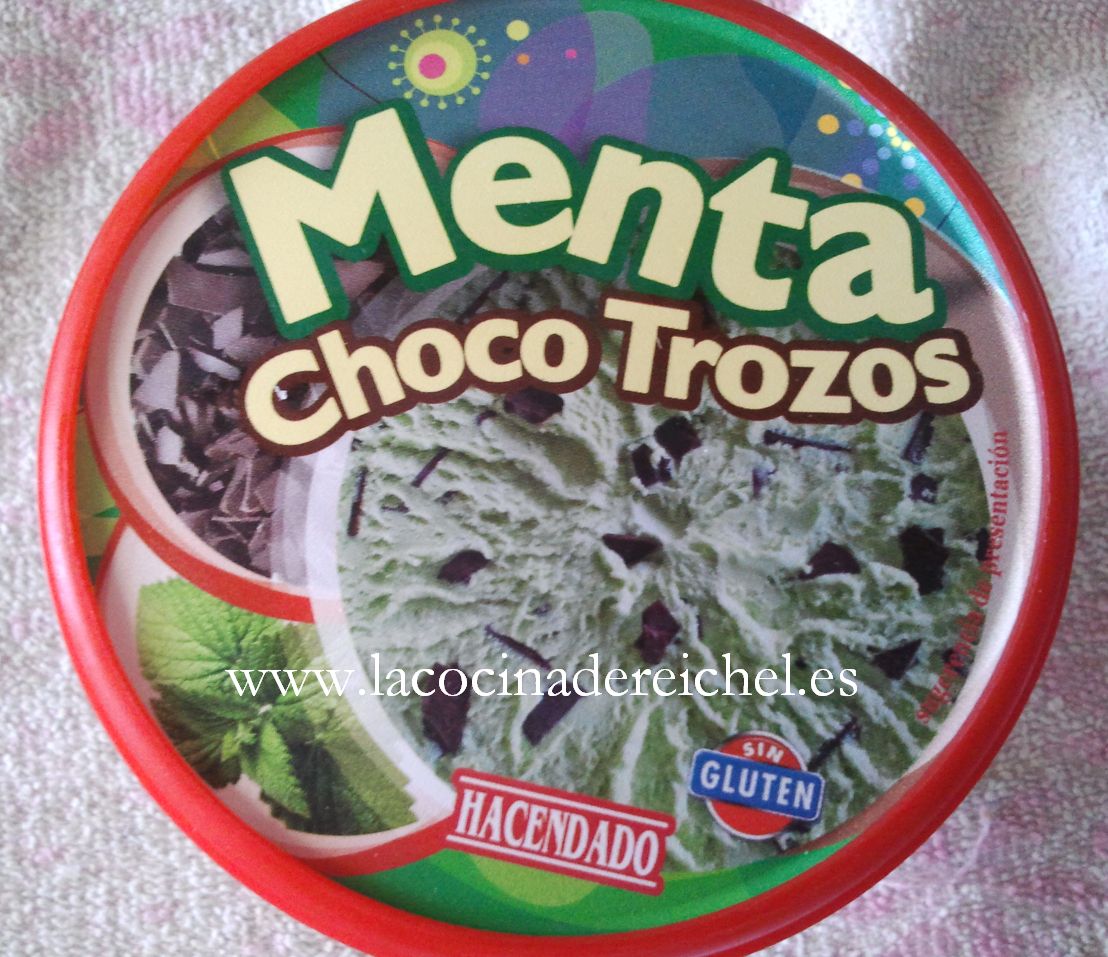 Menta
Choco Trozos
sugerencia de presentación
www.lacocinadereichel.es
SIN
GLUTEN
HACENDADO